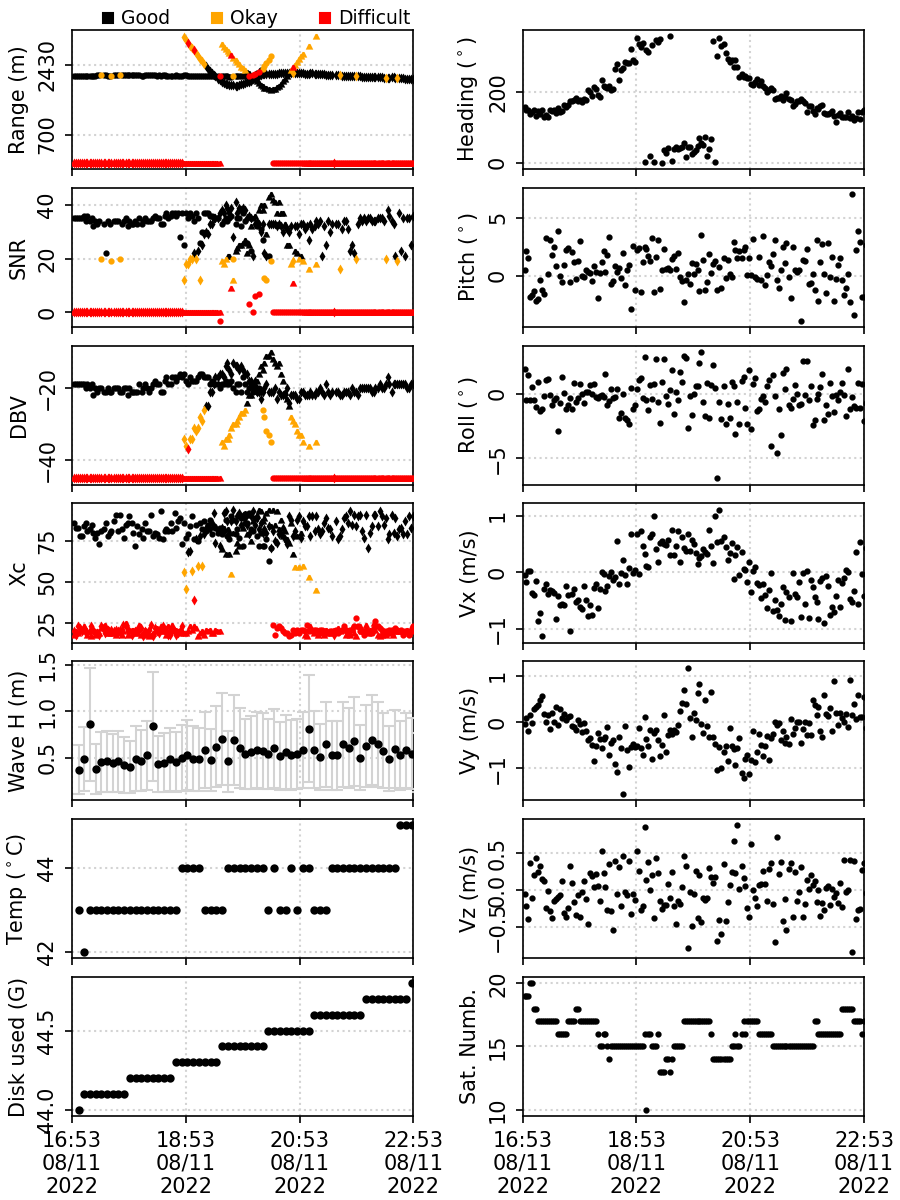 Good Okay Difficult
Range (m)
2430
700
Heading (°)
200
0
SNR
40
20
0
Pitch (°)
5
0
DBV
−20
−40
Roll (°)
0
−5
Xc
75
50
25
Vx (m/s)
1
0
−1
Wave H (m)
1.5
1.0
0.5
Vy (m/s)
1
0
−1
Temp (°C)
44
42
Vz (m/s)
0.5
0.0
−0.5
Disk used (G)
44.5
44.0
Sat. Numb.
20
15
10
16:53 18:53 20:53 22:53 16:53 18:53 20:53 22:53
08/11 08/11 08/11 08/11 08/11 08/11 08/11 08/11
2022 2022 2022 2022 2022 2022 2022 2022